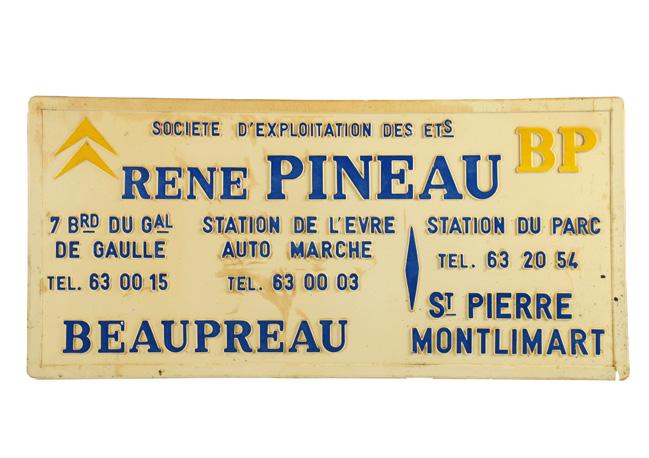 SOCIETE D'EXPLOITATION DES ETS
BP
RENE PINEAU
7 BRD DU GAL
DE GAULLE
TEL. 63 00 15
STATION DE L'EVRE
AUTO MARCHE
TEL. 63 00 03
BEAUPREAU
STATION DU PARC
TEL. 63 20 54
ST PIERRE
MONTLIMART